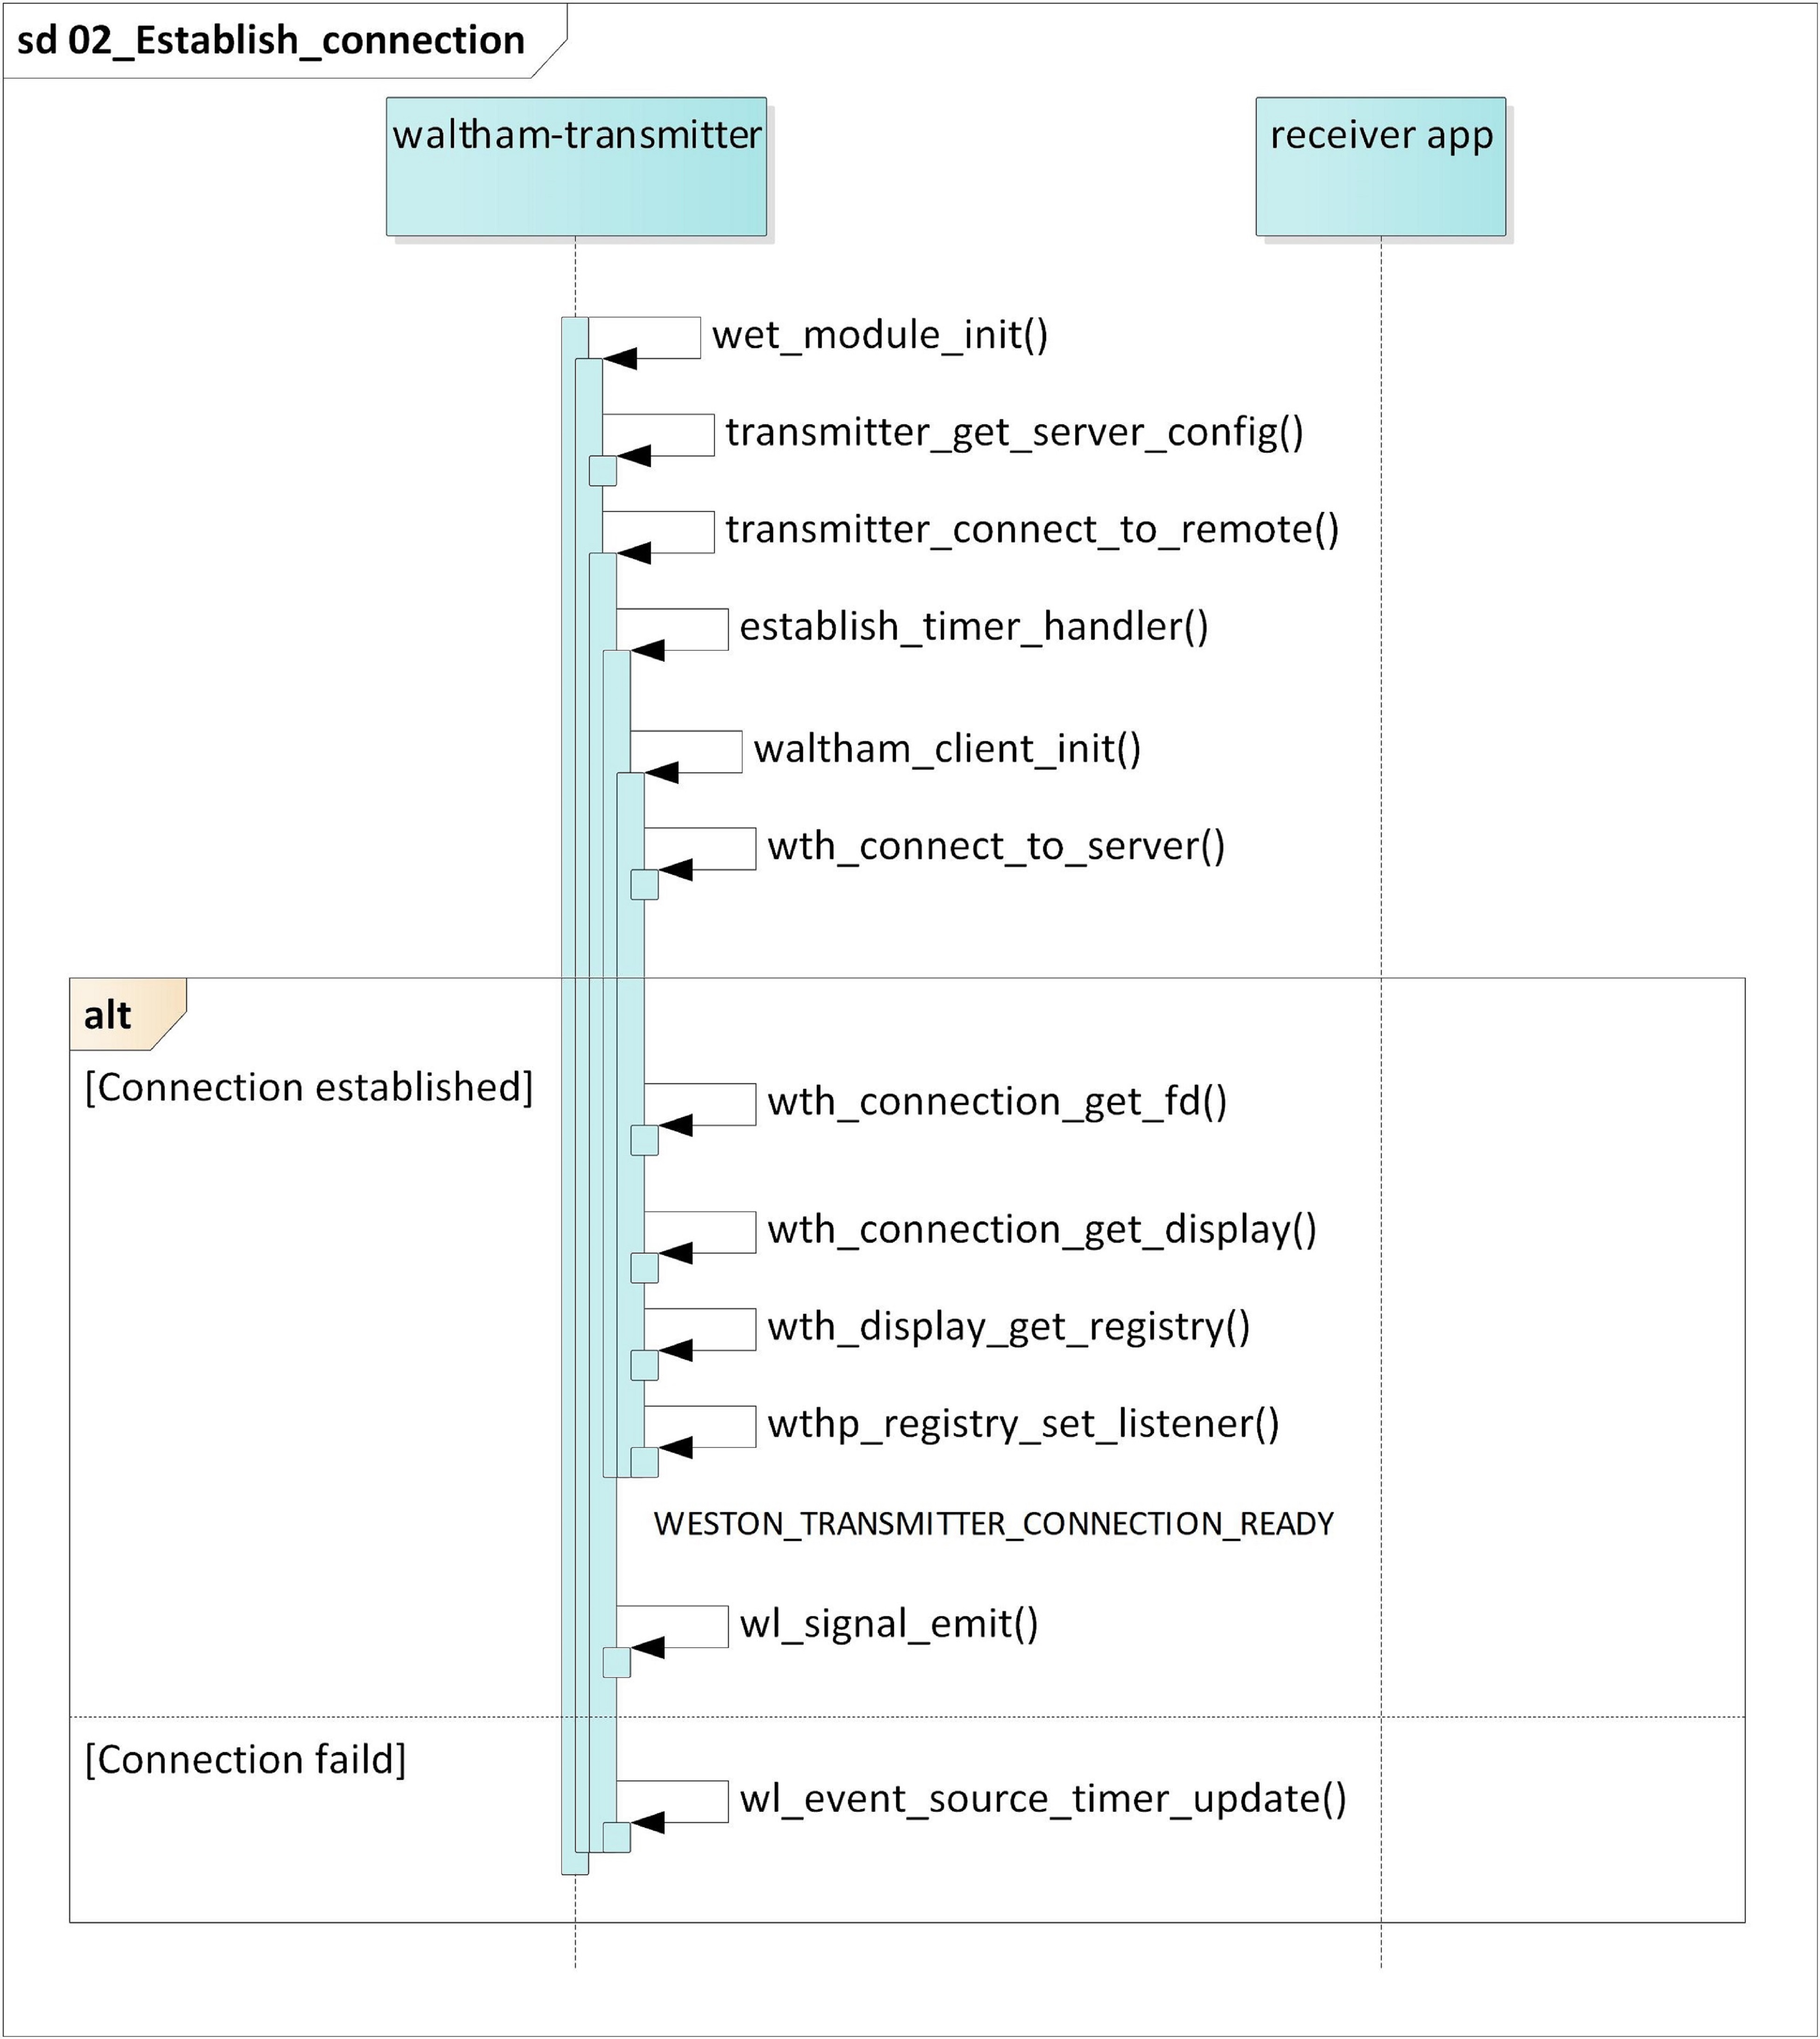 sd 02_Establish_connection
waltham-transmitter
receiver app
wet_module_init()
transmitter_get_server_config()
transmitter_connect_to_remote()
establish_timer_handler()
waltham_client_init()
wth_connect_to_server()
alt
[Connection established]
wth_connection_get_fd()
wth_connection_get_display()
wth_display_get_registry()
wthp_registry_set_listener()
WESTON_TRANSMITTER_CONNECTION_READY
wl_signal_emit()
[Connection faild]
wl_event_source_timer_update()